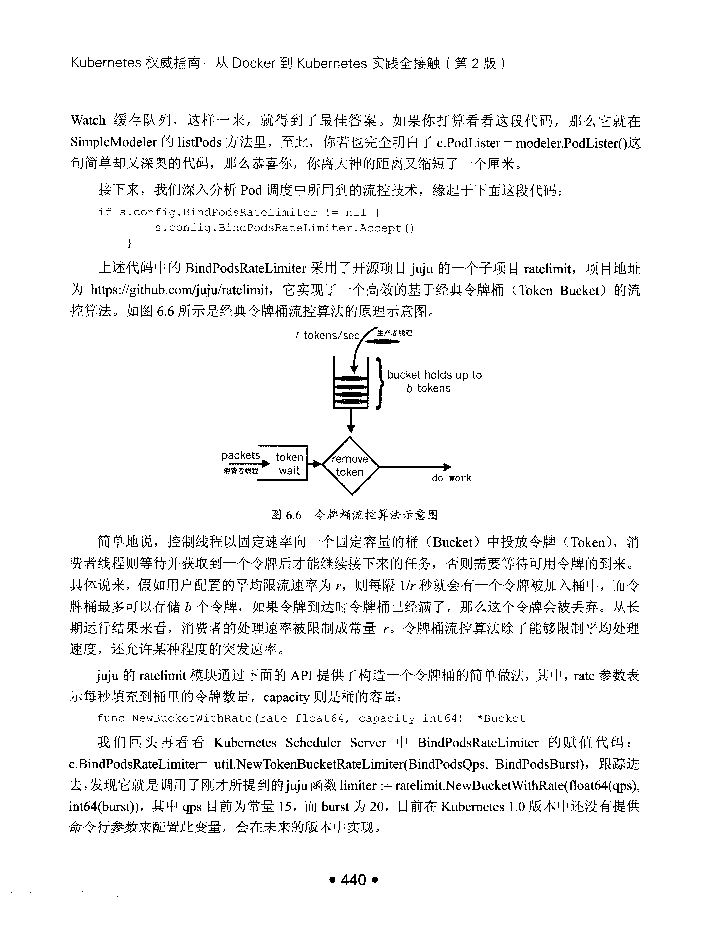 Kubernetes 权威指南：从 Docker 到 Kubernetes 实践全接触（第 2 版）
Watch 缓存队列，这样一来，就得到了最佳答案。如果你打算看看这段代码，那么它就在
SimpleModeler 的 listPods 方法里，至此，你若也完全明白了 c.PodLister = modeler.PodLister()这
句简单却又深奥的代码，那么恭喜你，你离大神的距离又缩短了一个厘米。
接下来，我们深入分析 Pod 调度中所用到的流控技术，缘起于下面这段代码：
if s.config.BindPodsRateLimiter != nil {
s.config.BindPodsRateLimiter.Accept()
}
上述代码中的 BindPodsRateLimiter 采用了开源项目 juju 的一个子项目 ratelimit，项目地址
为 https://github.com/juju/ratelimit，它实现了一个高效的基于经典令牌桶（Token Bucket）的流
控算法。如图 6.6 所示是经典令牌桶流控算法的原理示意图。
r tokens/sec
生产者线程
bucket holds up to
b tokens
packets
消费者线程
token
wait
remove
token
do work
图 6.6 令牌桶流控算法示意图
简单地说，控制线程以固定速率向一个固定容量的桶（Bucket）中投放令牌（Token），消
费者线程则等待并获取到一个令牌后才能继续接下来的任务，否则需要等待可用令牌的到来。
具体说来，假如用户配置的平均限流速率为 r，则每隔 1/r 秒就会有一个令牌被加入桶中，而令
牌桶最多可以存储 b 个令牌，如果令牌到达时令牌桶已经满了，那么这个令牌会被丢弃。从长
期运行结果来看，消费者的处理速率被限制成常量 r。令牌桶流控算法除了能够限制平均处理
速度，还允许某种程度的突发速率。
juju 的 ratelimit 模块通过下面的 API 提供了构造一个令牌桶的简单做法，其中，rate 参数表
示每秒填充到桶里的令牌数量，capacity 则是桶的容量：
func NewBucketWithRate(rate float64, capacity int64) *Bucket
我们回头再看看 Kubernetes Scheduler Server 中 BindPodsRateLimiter 的赋值代码：
c.BindPodsRateLimiter= util.NewTokenBucketRateLimiter(BindPodsQps, BindPodsBurst)，跟踪进
去，发现它就是调用了刚才所提到的 juju 函数 limiter := ratelimit.NewBucketWithRate(float64(qps),
int64(burst))，其中 qps 目前为常量 15，而 burst 为 20，目前在 Kubernetes 1.0 版本中还没有提供
命令行参数来配置此变量，会在未来的版本中实现。
• 440 •